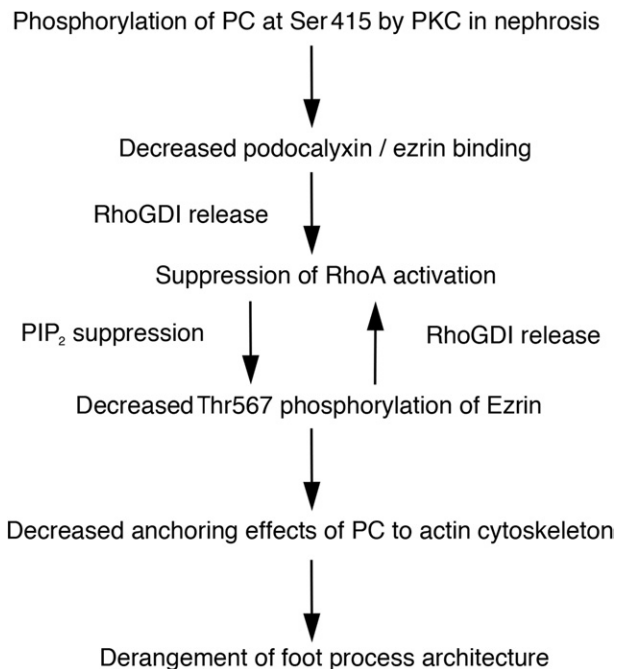 Phosphorylation of PC at Ser 415 by PKC in nephrosis
Decreased podocalyxin / ezrin binding
RhoGDI release
Suppression of RhoA activation
PIP₂ suppression
RhoGDI release
Decreased Thr567 phosphorylation of Ezrin
Decreased anchoring effects of PC to actin cytoskeleton
Derangement of foot process architecture